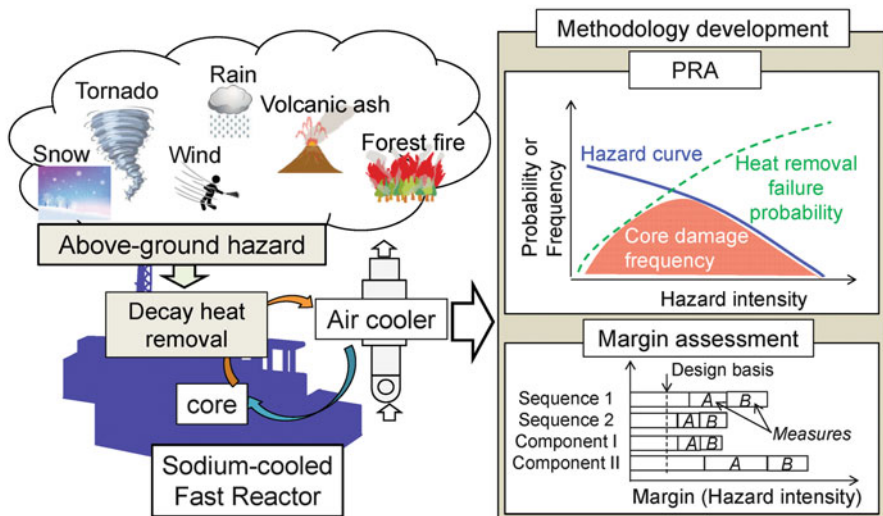 Rain
Tornado
Volcanic ash
Snow
Wind
Forest fire
Above-ground hazard
Decay heat
removal
Air cooler
core
Sodium-cooled
Fast Reactor
Methodology development
PRA
Probability or
Frequency
Hazard curve
Heat removal
failure
probability
Core damage
frequency
Hazard intensity
Margin assessment
Design basis
Sequence 1 A B
Sequence 2 A B
Measures
Component I A B
Component II A B
Margin (Hazard intensity)